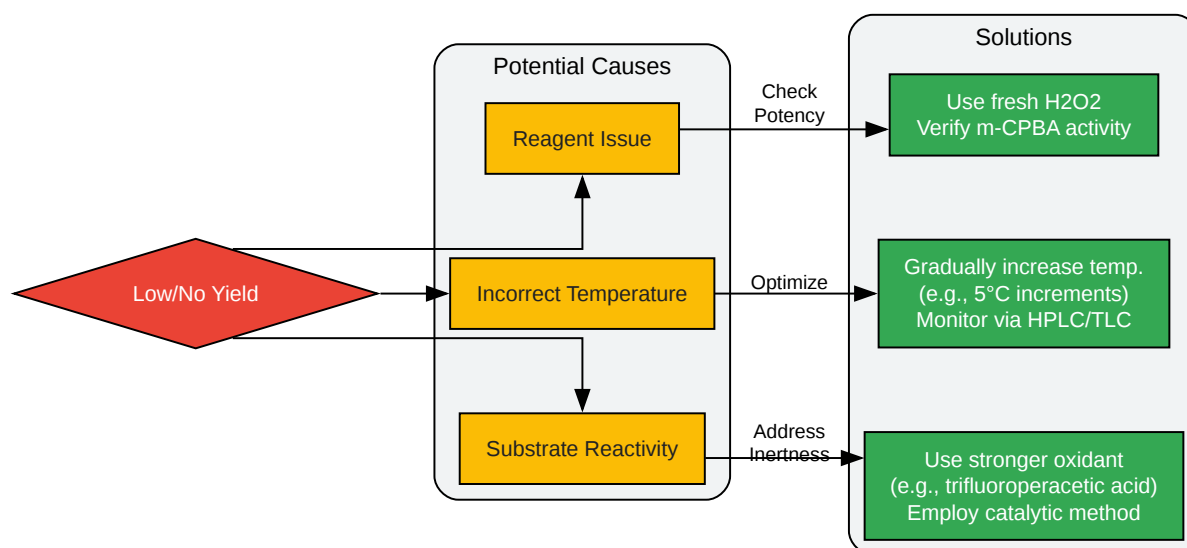 Potential Causes
Solutions
Low/No Yield
Reagent Issue
Check
Potency
Use fresh H2O2
Verify m-CPBA activity
Incorrect Temperature
Optimize
Gradually increase temp.
(e.g., 5°C increments)
Monitor via HPLC/TLC
Substrate Reactivity
Address
Inertness
Use stronger oxidant
(e.g., trifluoroperacetic acid)
Employ catalytic method